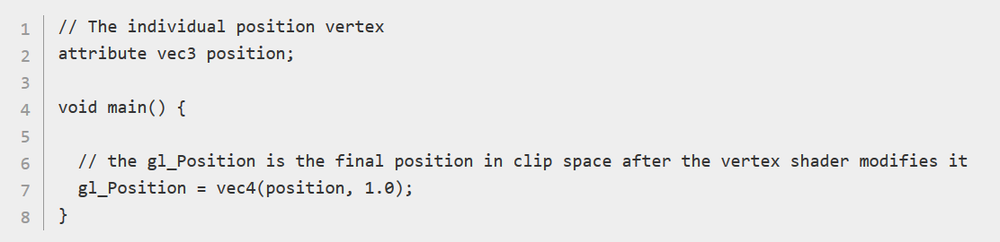 1 // The individual position vertex
2 attribute vec3 position;
3
4 void main() {
5
6   // the gl_Position is the final position in clip space after the vertex shader modifies it
7   gl_Position = vec4(position, 1.0);
8 }